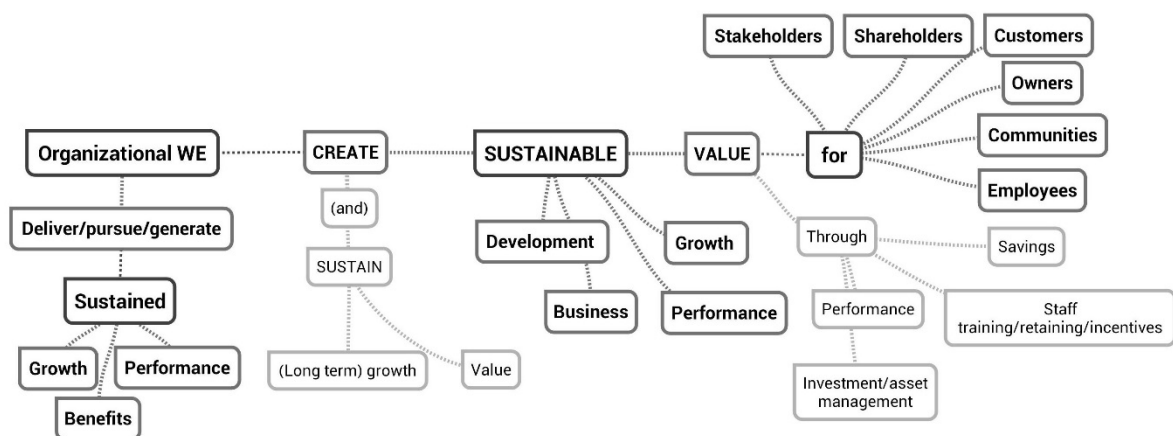 Stakeholders
Shareholders
Customers
Owners
Communities
Employees
Organizational WE
CREATE
SUSTAINABLE
VALUE
for
Deliver/pursue/generate
(and)
Development
Growth
Through
Savings
SUSTAIN
Sustained
Business
Performance
Performance
Staff
training/retaining/incentives
Growth
Performance
Benefits
(Long term) growth
Value
Investment/asset
management